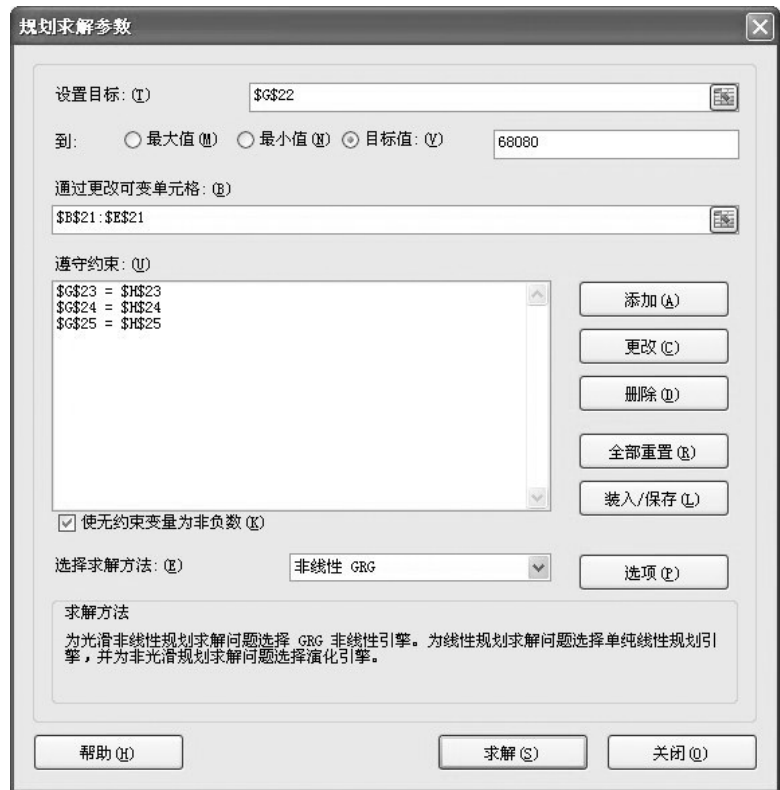 规划求解参数
设置目标: (T) $G$22
到: 最大值(M) 最小值(N) 目标值: (V) 68080
通过更改可变单元格: (B)
$B$21:$E$21
遵守约束: (U)
$G$23 = $H$23
$G$24 = $H$24
$G$25 = $H$25
添加(A)
更改(C)
删除(D)
全部重置(R)
装入/保存(L)
使无约束变量为非负数(K)
选择求解方法: (E) 非线性 GRG 选项(P)
求解方法
为光滑非线性规划求解问题选择 GRG 非线性引擎。为线性规划求解问题选择单纯线性规划引
擎，并为非光滑规划求解问题选择演化引擎。
帮助(H) 求解(S) 关闭(O)